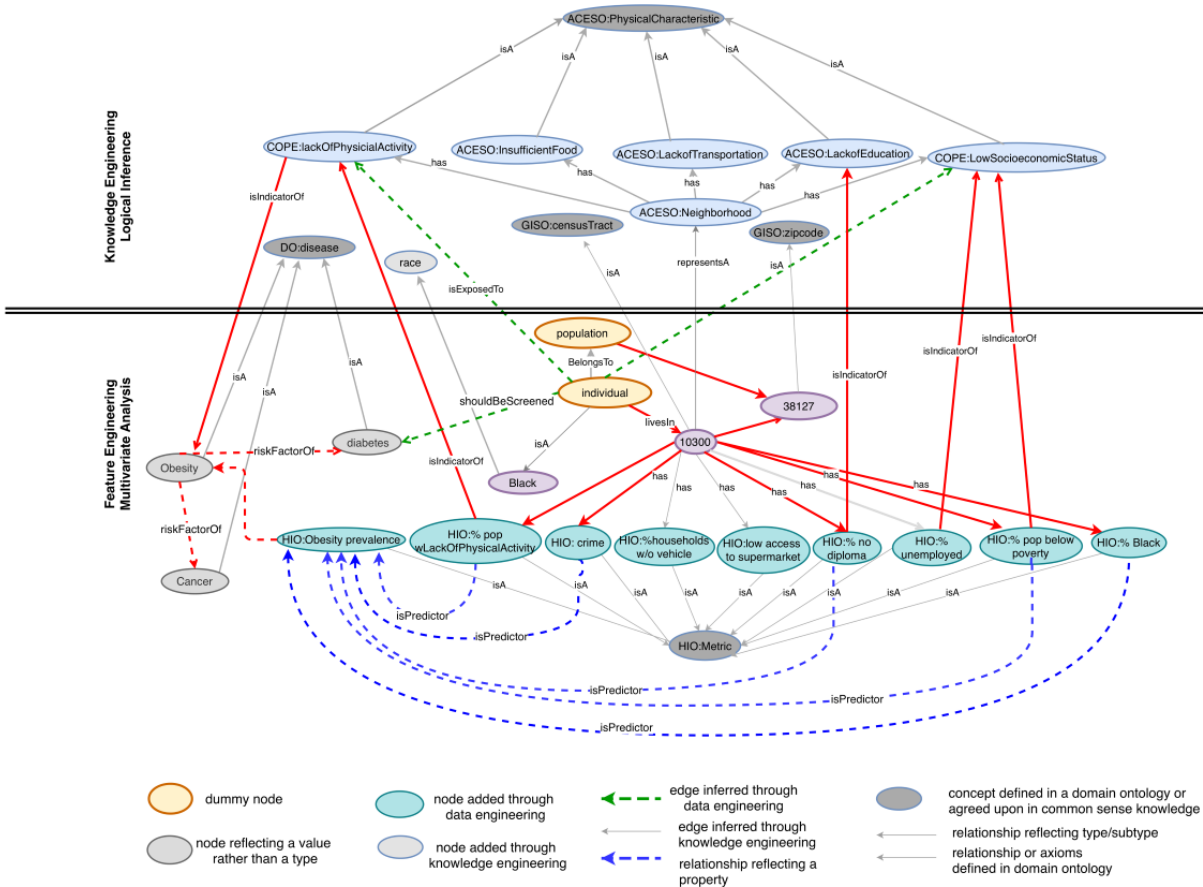 ACESO:PhysicalCharacteristic
isA
isA
isA
isA
isA
Knowledge Engineering
Logical Inference
COPE:lackOfPhysicialActivity
ACESO:InsufficientFood
ACESO:LackofTransportation
ACESO:LackofEducation
COPE:LowSocioeconomicStatus
has
has
has
has
has
isIndicatorOf
ACESO:Neighborhood
GISO:censusTract
GISO:zipcode
DO:disease
race
representsA
isA
isA
isExposedTo
population
BelongsTo
isIndicatorOf
isIndicatorOf
isA
isA
isA
individual
shouldBeScreened
isIndicatorOf
38127
livesIn
Feature Engineering
Multivariate Analysis
diabetes
10300
isA
riskFactorOf
isIndicatorOf
Obesity
Black
has
has
has
has
has
has
has
riskFactorOf
HIO:Obesity prevalence
HIO:% pop
wLackOfPhysicalActivity
HIO: crime
HIO:%households
w/o vehicle
HIO:low access
to supermarket
HIO:% no
diploma
HIO:%
unemployed
HIO:% pop below
poverty
HIO:% Black
Cancer
isA
isA
isA
isA
isA
isA
isA
isA
isA
isPredictor
isPredictor
HIO:Metric
isPredictor
isPredictor
isPredictor
dummy node
node added through
data engineering
edge inferred through
data engineering
concept defined in a domain ontology or
agreed upon in common sense knowledge
node reflecting a value
rather than a type
node added through
knowledge engineering
edge inferred through
knowledge engineering
relationship reflecting type/subtype
relationship reflecting a
property
relationship or axioms
defined in domain ontology